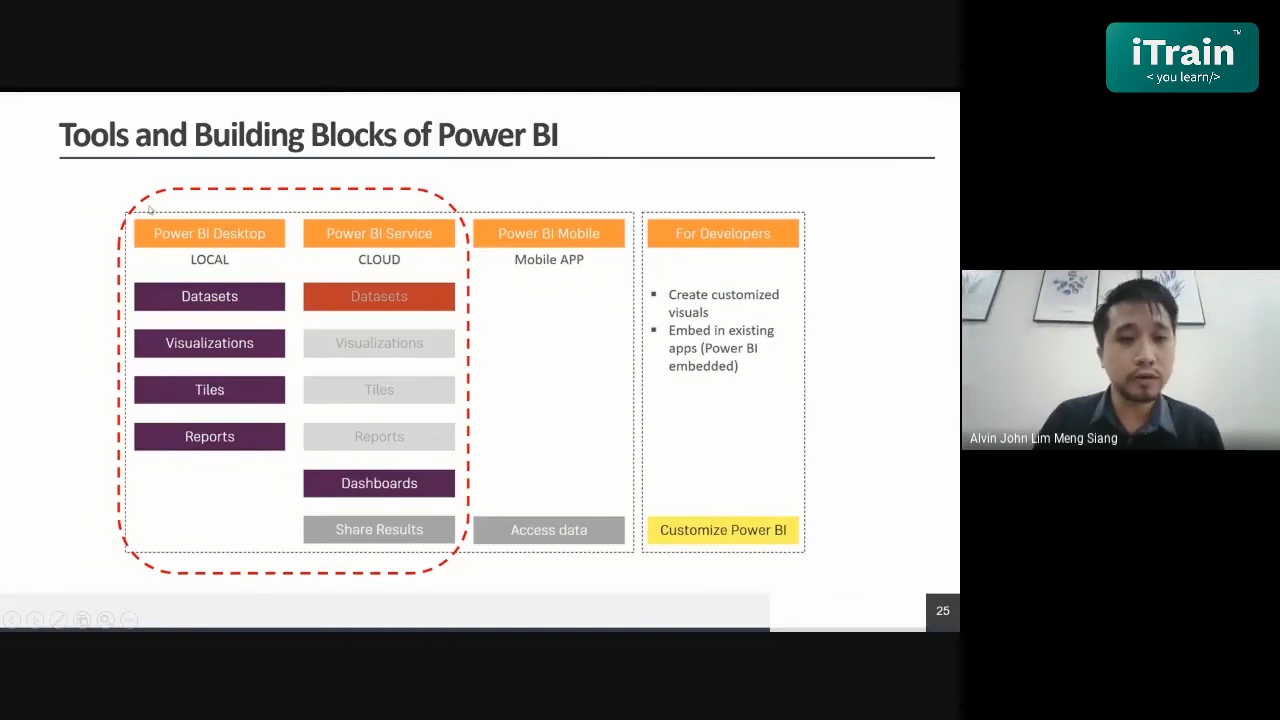 iTrain™
< you learn/>
Tools and Building Blocks of Power BI
Power BI Desktop
LOCAL
Datasets
Visualizations
Tiles
Reports
Power BI Service
CLOUD
Datasets
Visualizations
Tiles
Reports
Dashboards
Share Results
Power BI Mobile
Mobile APP
Access data
For Developers
▪ Create customized
visuals
▪ Embed in existing
apps (Power BI
embedded)
Customize Power BI
25
Alvin John Lim Meng Siang